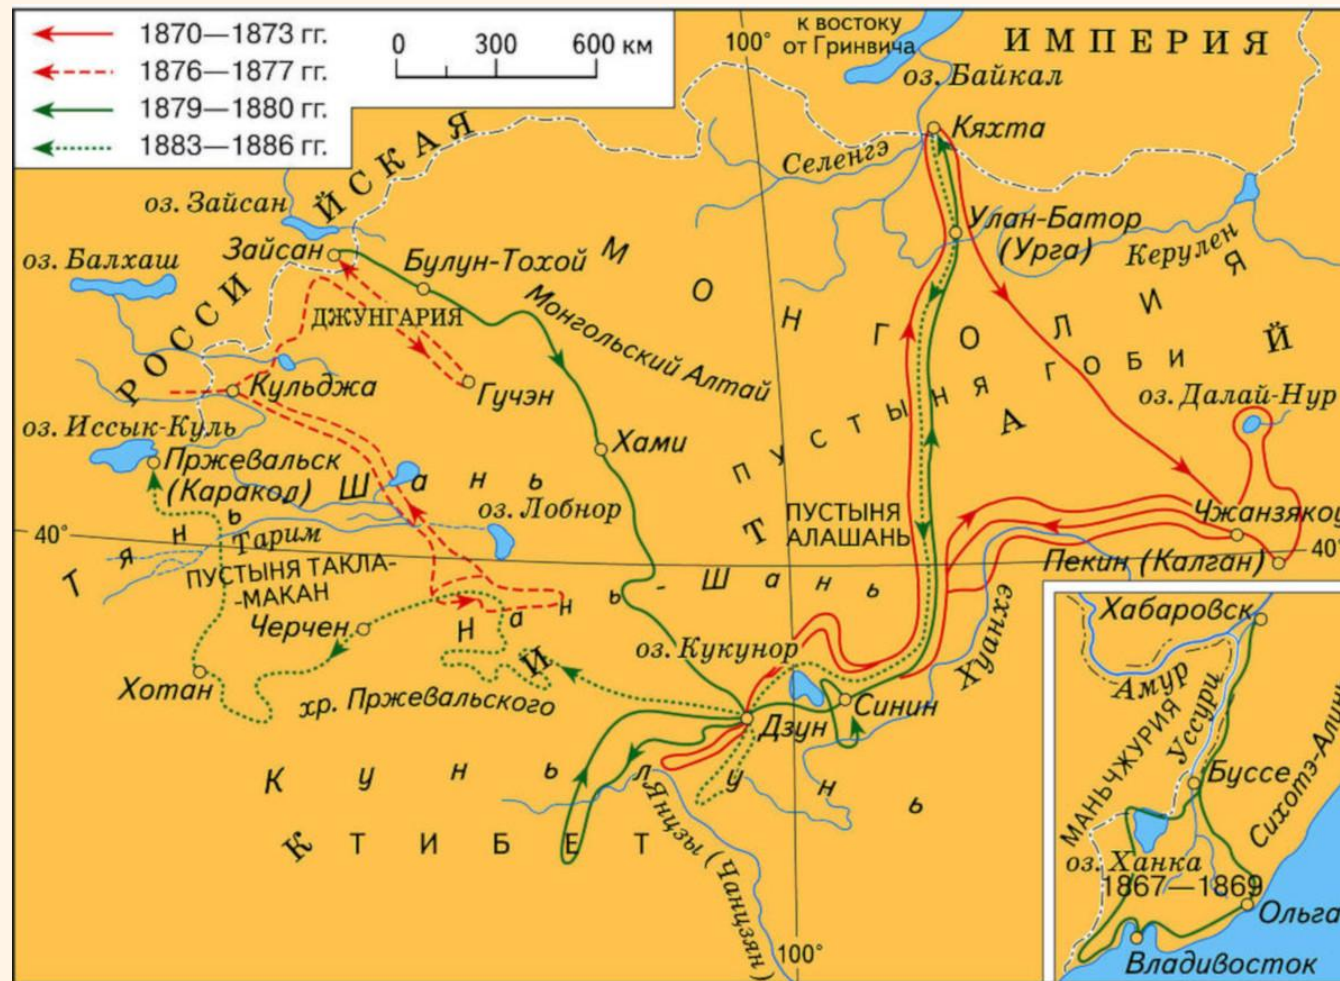 1870—1873 гг.
1876—1877 гг.
1879—1880 гг.
1883—1886 гг.
0 300 600 км
100°
к востоку
от Гринвича
РОССИЙСКАЯ
ИМПЕРИЯ
оз. Байкал
Кяхта
Селенгэ
оз. Зайсан
Зайсан
Улан-Батор
(Урга)
Керулен
оз. Балхаш
Булун-Тохой
МОНГОЛИЯ
ДЖУНГАРИЯ
Монгольский Алтай
ПУСТЫНЯ ГОБИ
Кульджа
Гучэн
оз. Далай-Нур
оз. Иссык-Куль
Пржевальск
(Каракол)
Хами
Тянь Шань
оз. Лобнор
Тарим
40°
ПУСТЫНЯ
АЛАШАНЬ
Чжанзякоу
40°
Пекин (Калган)
ПУСТЫНЯ ТАКЛА-
-МАКАН
Нань-Шань
Черчен
оз. Кукунор
Хуанхэ
Хотан
хр. Пржевальского
Синин
Дзун
Куньлунь
КИТАЙ
ТИБЕТ
Янцзы (Чанцзян)
100°
Хабаровск
Амур
Уссури
МАНЬЧЖУРИЯ
Буссе
Сихотэ-Алин
оз. Ханка
1867—1869
Ольга
Владивосток